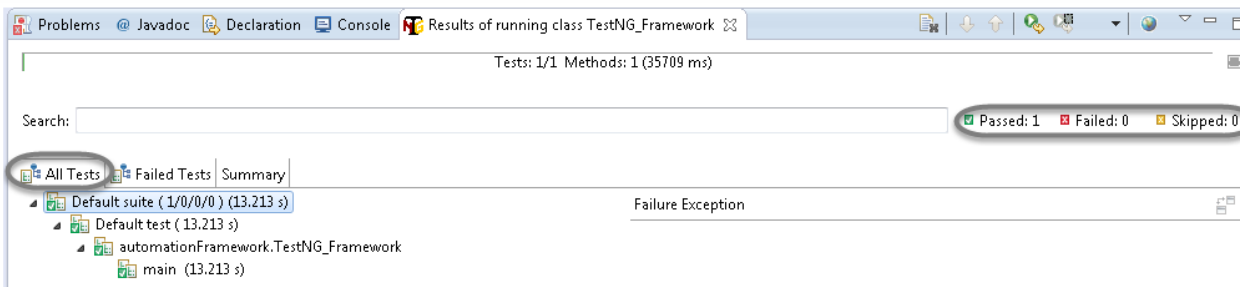 Problems @ Javadoc Declaration Console Results of running class TestNG_Framework
Tests: 1/1 Methods: 1 (35709 ms)
Search: Passed: 1 Failed: 0 Skipped: 0
All Tests Failed Tests Summary
Default suite ( 1/0/0/0 ) (13.213 s) Failure Exception
Default test ( 13.213 s)
automationFramework.TestNG_Framework
main (13.213 s)